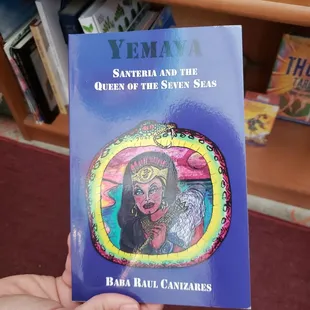 YEMAYA
SANTERIA AND THE
QUEEN OF THE SEVEN SEAS
BABA RAUL CANIZARES